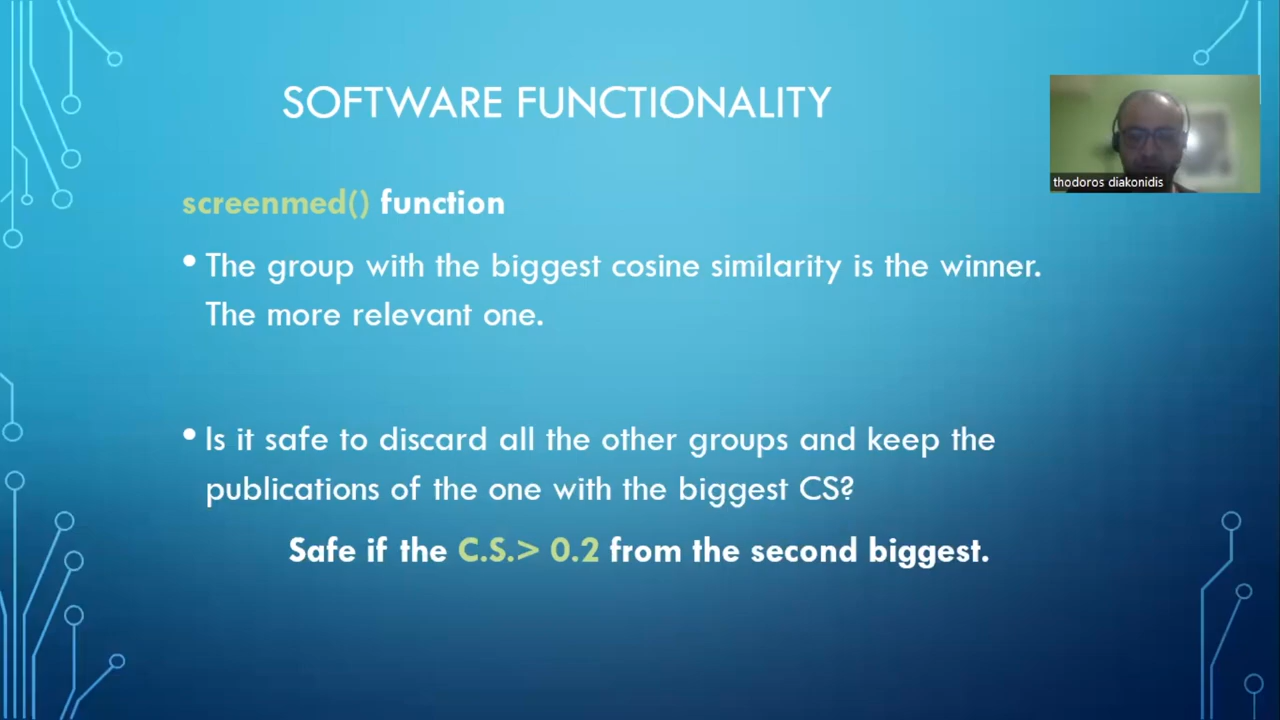 SOFTWARE FUNCTIONALITY
thodoros diakonidis
screenmed() function
• The group with the biggest cosine similarity is the winner.
The more relevant one.
• Is it safe to discard all the other groups and keep the
publications of the one with the biggest CS?
Safe if the C.S.> 0.2 from the second biggest.